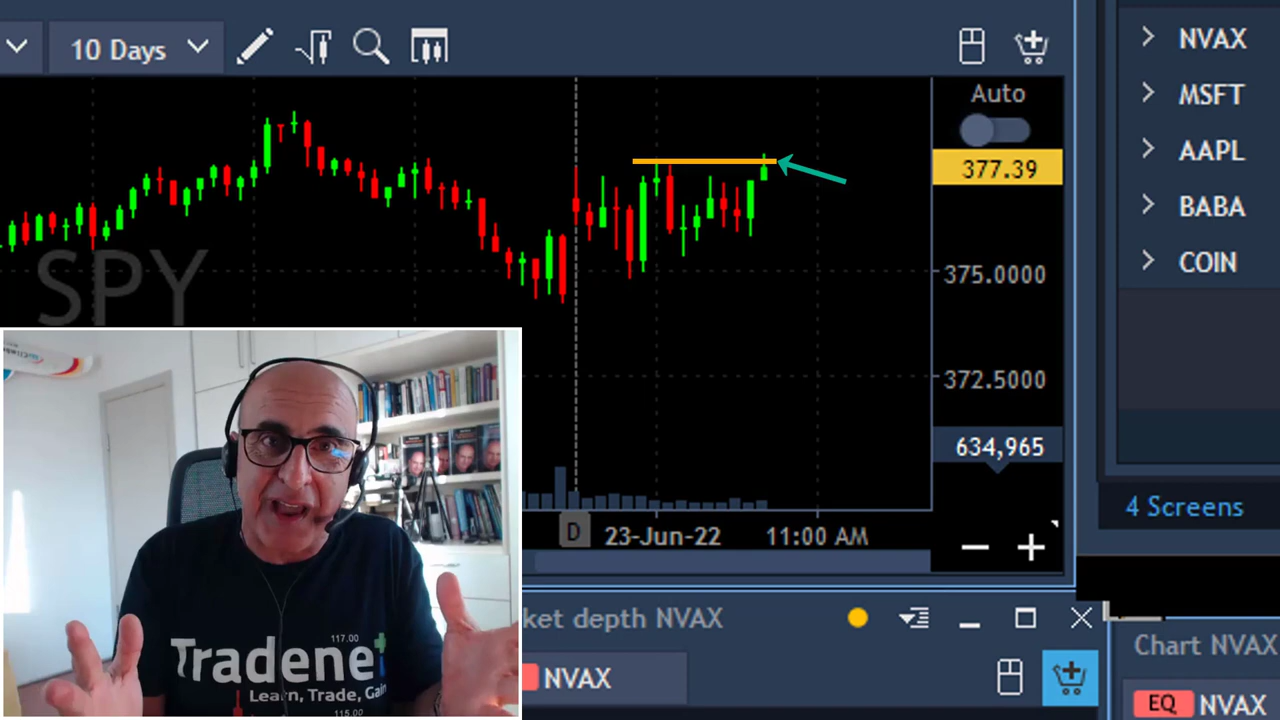 10 Days
Auto
377.39
375.0000
372.5000
634,965
SPY
D
23-Jun-22
11:00 AM
NVAX
MSFT
AAPL
BABA
COIN
4 Screens
ket depth NVAX
NVAX
Chart NVAX
EQ NVAX
117.00
Tradenet
Learn, Trade, Gain
115.00